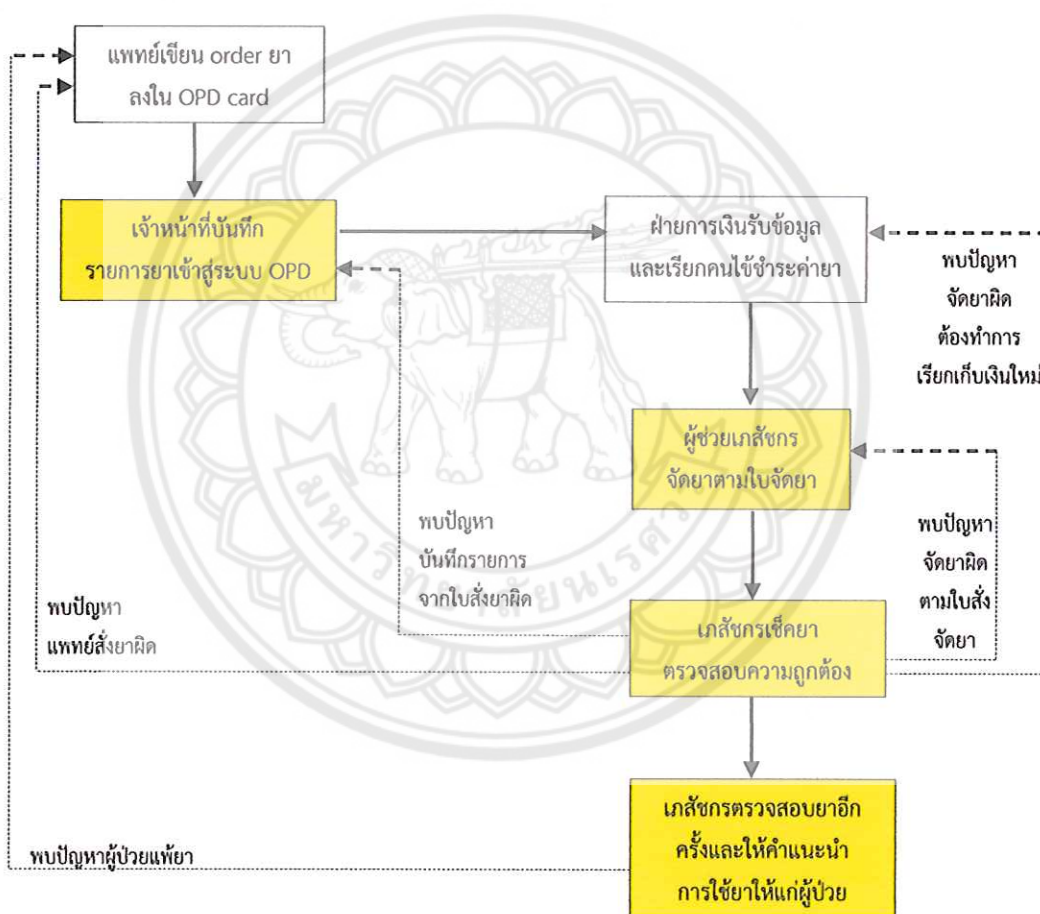 แพทย์เขียน order ยา
ลงใน OPD card
เจ้าหน้าที่บันทึก
รายการยาเข้าสู่ระบบ OPD
ฝ่ายการเงินรับข้อมูล
และเรียกคนไข้ชำระค่ายา
พบปัญหา
จัดยาผิด
ต้องทำการ
เรียกเก็บเงินใหม่
ผู้ช่วยเภสัชกร
จัดยาตามใบจัดยา
พบปัญหา
บันทึกรายการ
จากใบสั่งยาผิด
พบปัญหา
จัดยาผิด
ตามใบสั่ง
จัดยา
พบปัญหา
แพทย์สั่งยาผิด
เภสัชกรเช็คยา
ตรวจสอบความถูกต้อง
เภสัชกรตรวจสอบยาอีก
ครั้งและให้คำแนะนำ
การใช้ยาให้แก่ผู้ป่วย
พบปัญหาผู้ป่วยแพ้ยา
มหาวิทยาลัยนเรศวร